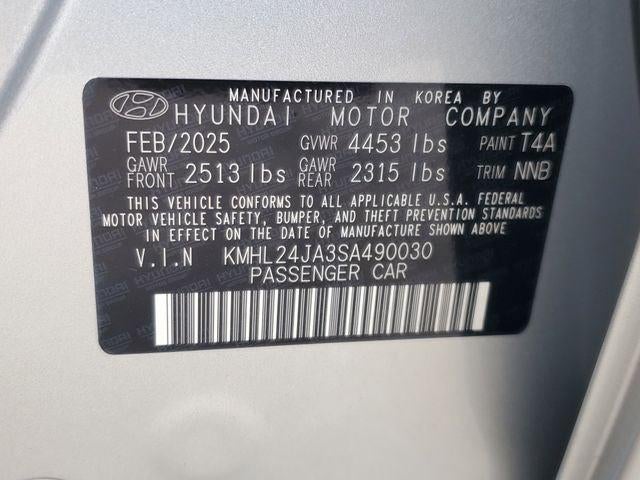 MANUFACTURED IN KOREA BY
HYUNDAI MOTOR COMPANY
FEB/2025 GVWR 4453 lbs PAINT T4A
GAWR FRONT 2513 lbs GAWR REAR 2315 lbs TRIM NNB
THIS VEHICLE CONFORMS TO ALL APPLICABLE U.S.A. FEDERAL
MOTOR VEHICLE SAFETY, BUMPER, AND THEFT PREVENTION STANDARDS
IN EFFECT ON THE DATE OF MANUFACTURE SHOWN ABOVE
V.I.N KMHL24JA3SA490030
PASSENGER CAR